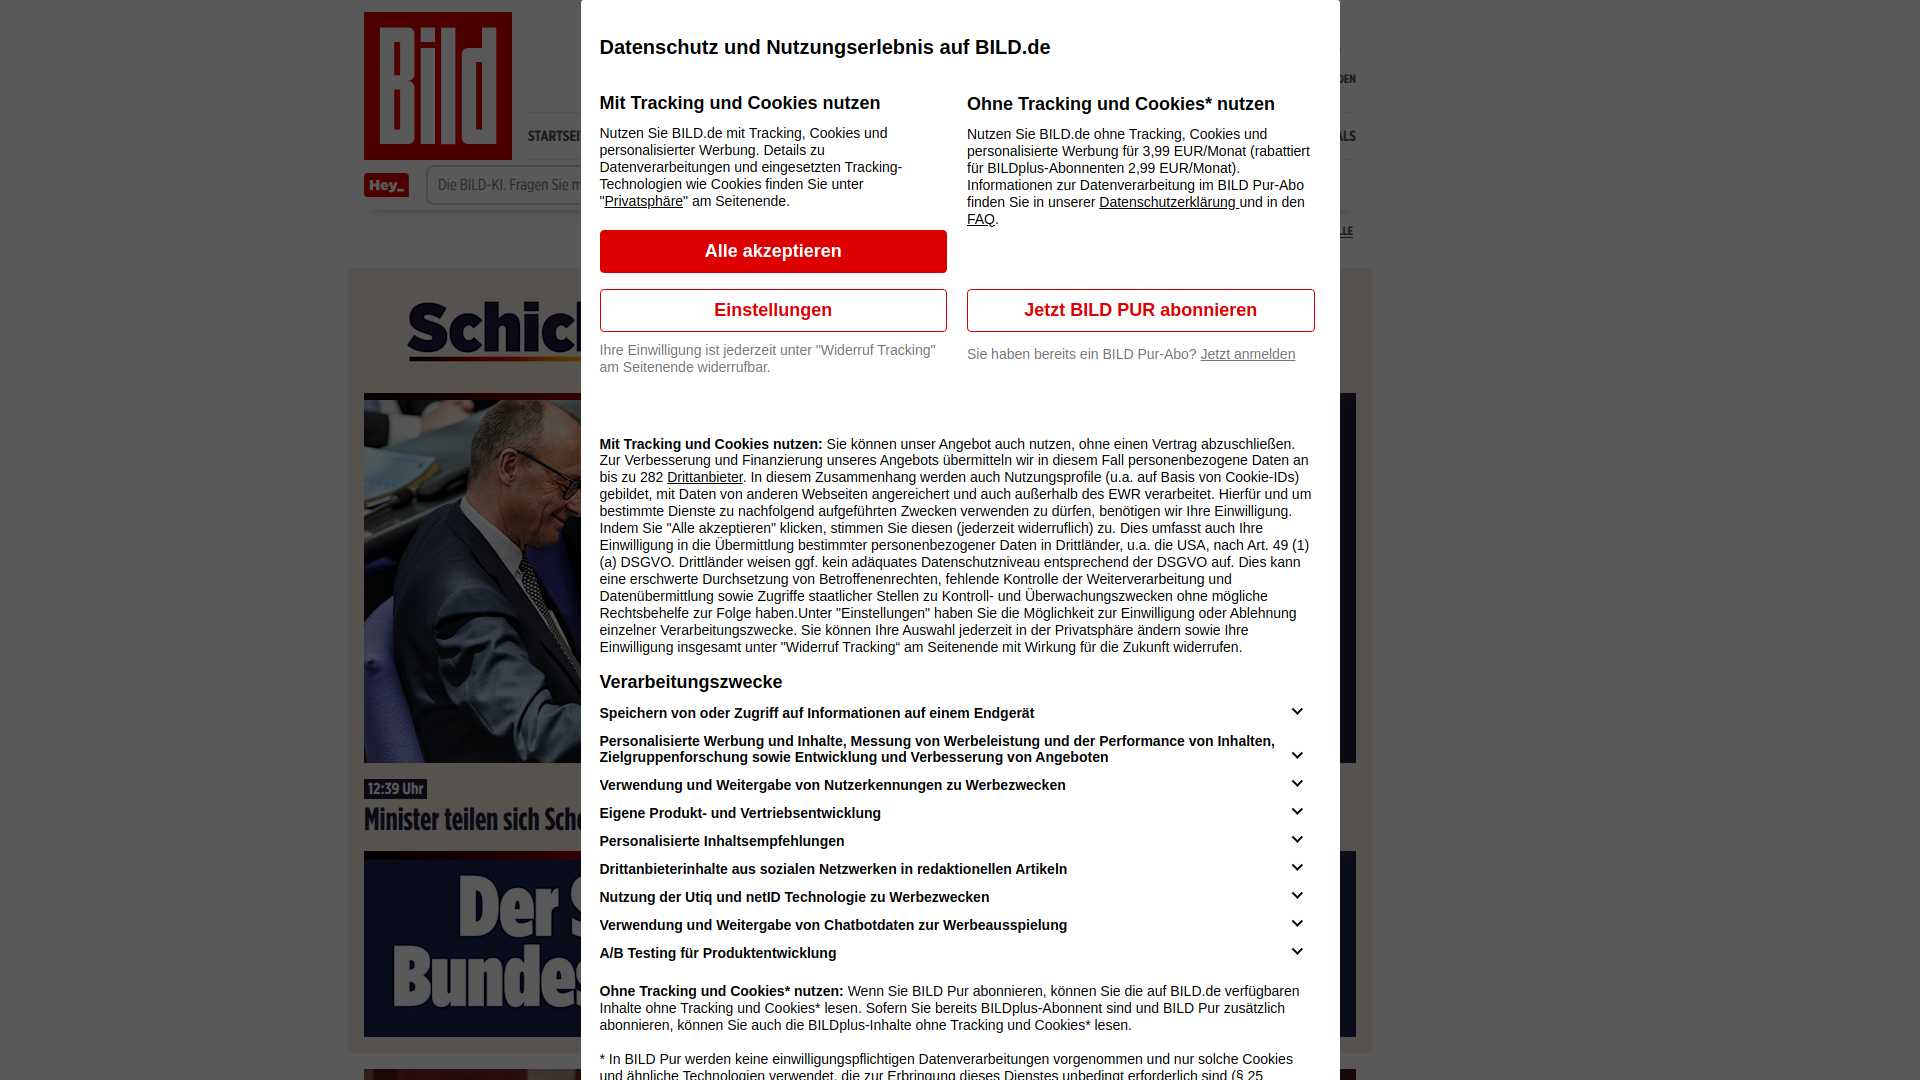 Bild
DEN
STARTSEI
ALS
Hey_
Die BILD-KI. Fragen Sie m
LLE
Schick
12:39 Uhr
Minister teilen sich Sche
Der S
Bundes
Datenschutz und Nutzungserlebnis auf BILD.de
Mit Tracking und Cookies nutzen
Nutzen Sie BILD.de mit Tracking, Cookies und
personalisierter Werbung. Details zu
Datenverarbeitungen und eingesetzten Tracking-
Technologien wie Cookies finden Sie unter
"Privatsphäre" am Seitenende.
Alle akzeptieren
Einstellungen
Ihre Einwilligung ist jederzeit unter "Widerruf Tracking"
am Seitenende widerrufbar.
Ohne Tracking und Cookies* nutzen
Nutzen Sie BILD.de ohne Tracking, Cookies und
personalisierte Werbung für 3,99 EUR/Monat (rabattiert
für BILDplus-Abonnenten 2,99 EUR/Monat).
Informationen zur Datenverarbeitung im BILD Pur-Abo
finden Sie in unserer Datenschutzerklärung und in den
FAQ.
Jetzt BILD PUR abonnieren
Sie haben bereits ein BILD Pur-Abo? Jetzt anmelden
Mit Tracking und Cookies nutzen: Sie können unser Angebot auch nutzen, ohne einen Vertrag abzuschließen.
Zur Verbesserung und Finanzierung unseres Angebots übermitteln wir in diesem Fall personenbezogene Daten an
bis zu 282 Drittanbieter. In diesem Zusammenhang werden auch Nutzungsprofile (u.a. auf Basis von Cookie-IDs)
gebildet, mit Daten von anderen Webseiten angereichert und auch außerhalb des EWR verarbeitet. Hierfür und um
bestimmte Dienste zu nachfolgend aufgeführten Zwecken verwenden zu dürfen, benötigen wir Ihre Einwilligung.
Indem Sie "Alle akzeptieren" klicken, stimmen Sie diesen (jederzeit widerruflich) zu. Dies umfasst auch Ihre
Einwilligung in die Übermittlung bestimmter personenbezogener Daten in Drittländer, u.a. die USA, nach Art. 49 (1)
(a) DSGVO. Drittländer weisen ggf. kein adäquates Datenschutzniveau entsprechend der DSGVO auf. Dies kann
eine erschwerte Durchsetzung von Betroffenenrechten, fehlende Kontrolle der Weiterverarbeitung und
Datenübermittlung sowie Zugriffe staatlicher Stellen zu Kontroll- und Überwachungszwecken ohne mögliche
Rechtsbehelfe zur Folge haben.Unter "Einstellungen" haben Sie die Möglichkeit zur Einwilligung oder Ablehnung
einzelner Verarbeitungszwecke. Sie können Ihre Auswahl jederzeit in der Privatsphäre ändern sowie Ihre
Einwilligung insgesamt unter "Widerruf Tracking“ am Seitenende mit Wirkung für die Zukunft widerrufen.
Verarbeitungszwecke
Speichern von oder Zugriff auf Informationen auf einem Endgerät
Personalisierte Werbung und Inhalte, Messung von Werbeleistung und der Performance von Inhalten,
Zielgruppenforschung sowie Entwicklung und Verbesserung von Angeboten
Verwendung und Weitergabe von Nutzerkennungen zu Werbezwecken
Eigene Produkt- und Vertriebsentwicklung
Personalisierte Inhaltsempfehlungen
Drittanbieterinhalte aus sozialen Netzwerken in redaktionellen Artikeln
Nutzung der Utiq und netID Technologie zu Werbezwecken
Verwendung und Weitergabe von Chatbotdaten zur Werbeausspielung
A/B Testing für Produktentwicklung
Ohne Tracking und Cookies* nutzen: Wenn Sie BILD Pur abonnieren, können Sie die auf BILD.de verfügbaren
Inhalte ohne Tracking und Cookies* lesen. Sofern Sie bereits BILDplus-Abonnent sind und BILD Pur zusätzlich
abonnieren, können Sie auch die BILDplus-Inhalte ohne Tracking und Cookies* lesen.
* In BILD Pur werden keine einwilligungspflichtigen Datenverarbeitungen vorgenommen und nur solche Cookies
und ähnliche Technologien verwendet, die zur Erbringung dieses Dienstes unbedingt erforderlich sind (§ 25